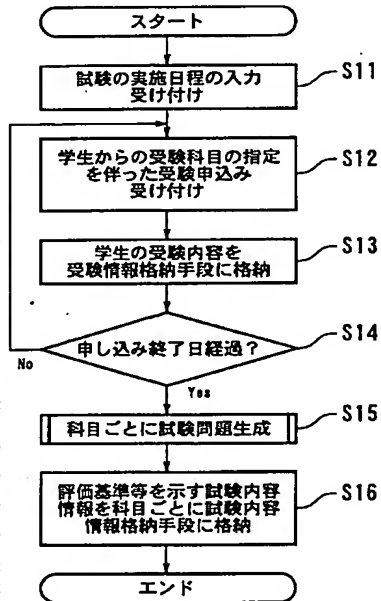 スタート
試験の実施日程の入力
受け付け
S11
学生からの受験科目の指定
を伴った受験申込み
受け付け
S12
学生の受験内容を
受験情報格納手段に格納
S13
申し込み終了日経過？
S14
No
Yes
科目ごとに試験問題生成
S15
評価基準等を示す試験内容
情報を科目ごとに試験内容
情報格納手段に格納
S16
エンド